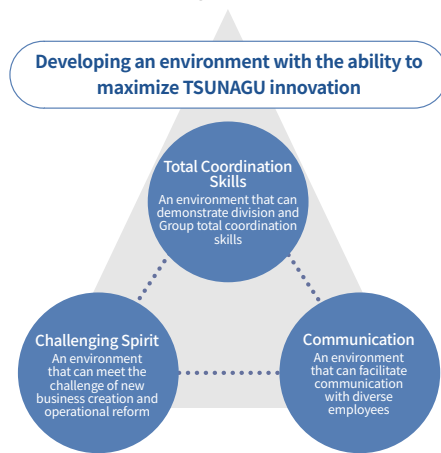 Developing an environment with the ability to
maximize TSUNAGU innovation
Total Coordination
Skills
An environment that can
demonstrate division and
Group total coordination
skills
Challenging Spirit
An environment
that can meet the
challenge of new
business creation and
operational reform
Communication
An environment
that can facilitate
communication
with diverse
employees